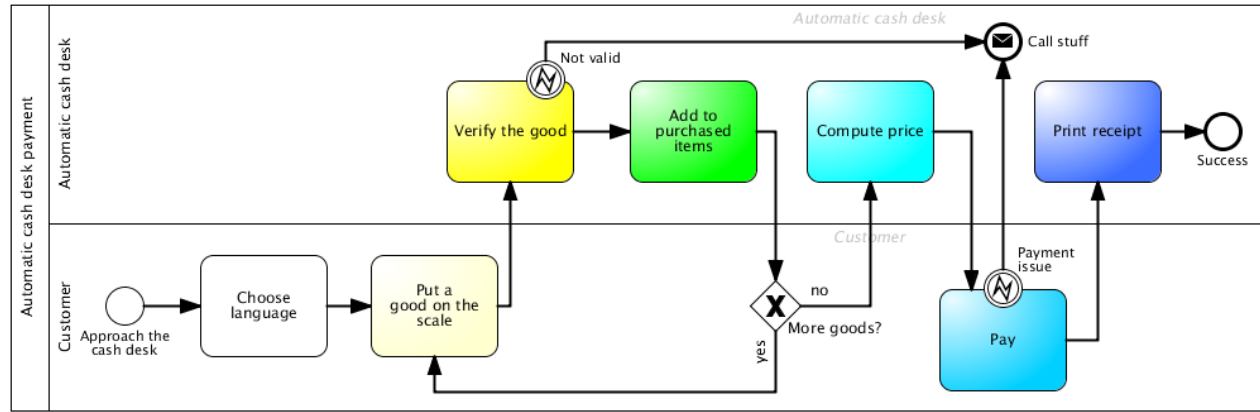 Automatic cash desk payment
Automatic cash desk
Automatic cash desk
Not valid
Call stuff
Verify the good
Add to
purchased
items
Compute price
Print receipt
Success
Customer
Customer
Approach the
cash desk
Choose
language
Put a
good on the
scale
no
More goods?
yes
Payment
issue
Pay